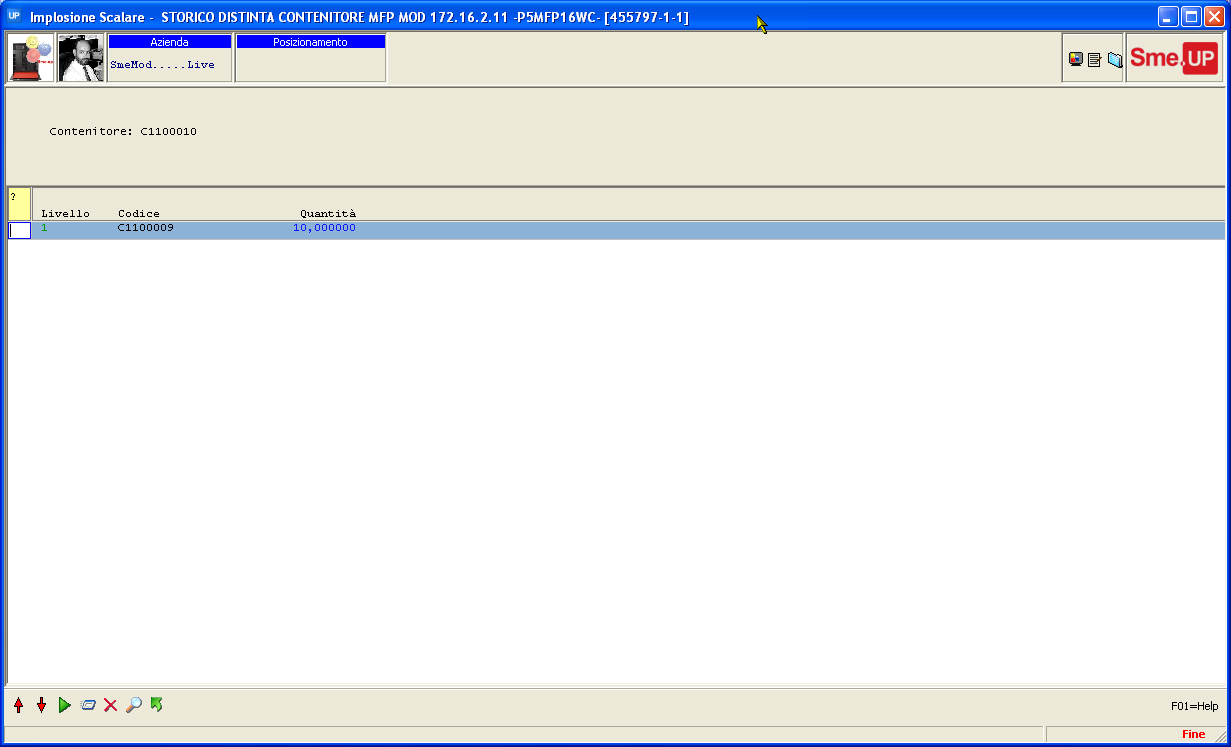 UP Implosione Scalare - STORICO DISTINTA CONTENITORE MFP MOD 172.16.2.11 -P5MFP16WC- [455797-1-1]
Azienda Posizionamento
SmeMod.....Live
Sme.UP
Contenitore: C1100010
?
Livello Codice Quantità
1 C1100009 10,000000
F01=Help
Fine